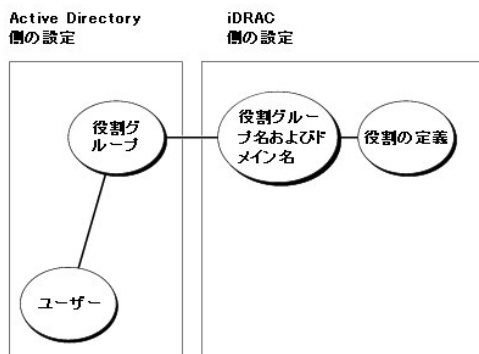 Active Directory
側の設定
iDRAC
側の設定
役割グ
ループ
役割グルー
プ名およびド
メイン名
役割の定義
ユーザー